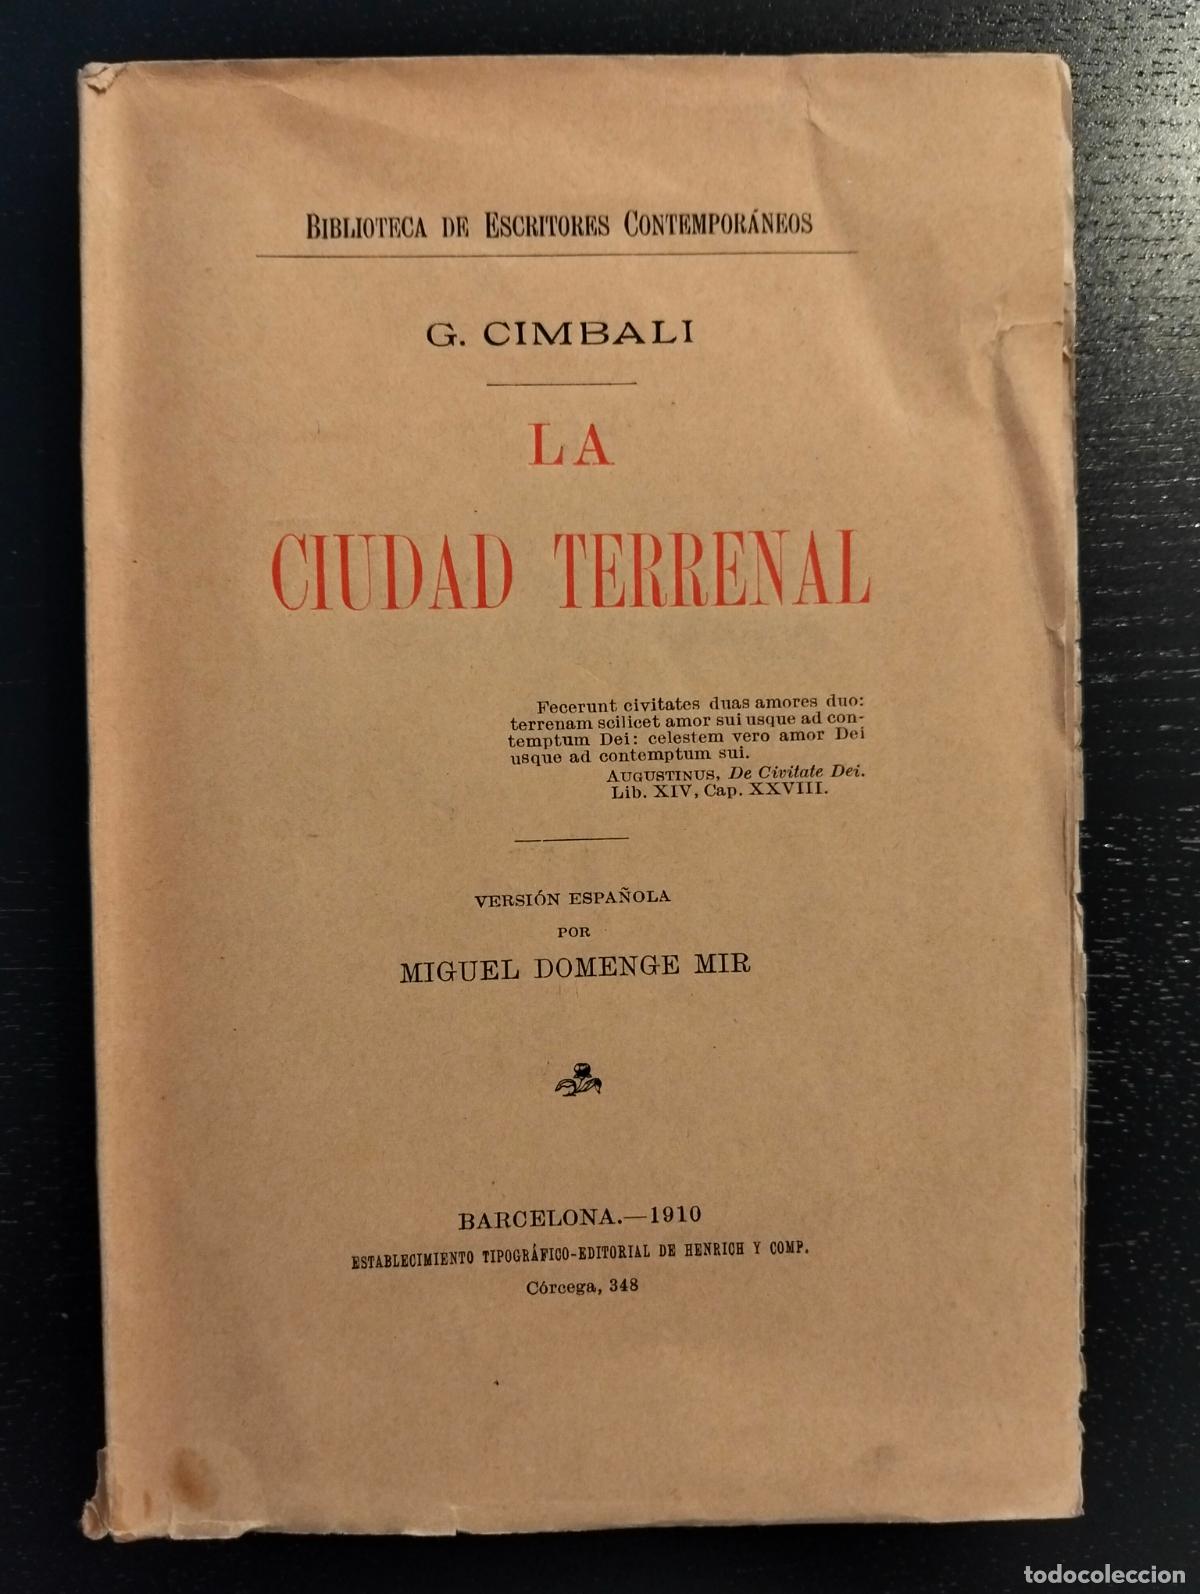 BIBLIOTECA DE ESCRITORES CONTEMPORÁNEOS
G. CIMBALI
LA
CIUDAD TERRENAL
Fecerunt civitates duas amores duo:
terrenam scilicet amor sui usque ad con-
temptum Dei: celestem vero amor Dei
usque ad contemptum sui.
AUGUSTINUS, De Civitate Dei.
Lib. XIV, Cap. XXVIII.
VERSIÓN ESPAÑOLA
POR
MIGUEL DOMENGE MIR
BARCELONA.—1910
ESTABLECIMIENTO TIPOGRÁFICO-EDITORIAL DE HENRICH Y COMP.
Córcega, 348
todocoleccion